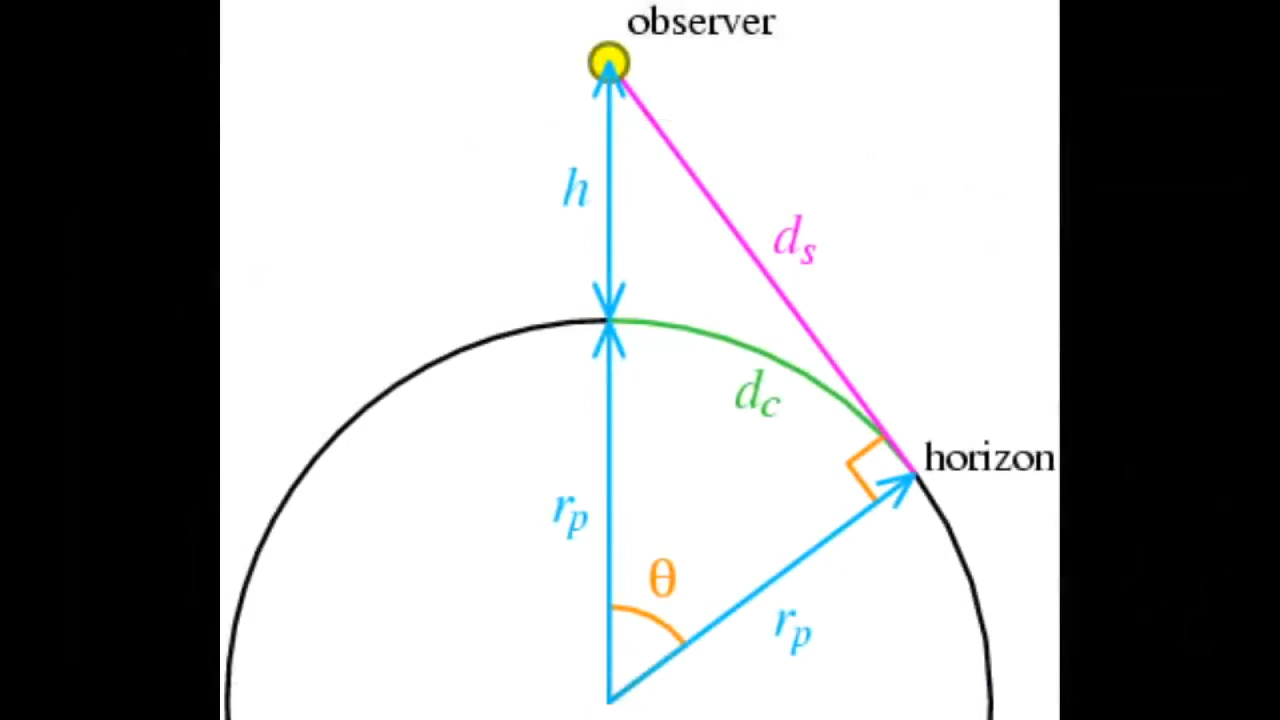 observer
h
d_s
d_c
horizon
r_p
θ
r_p